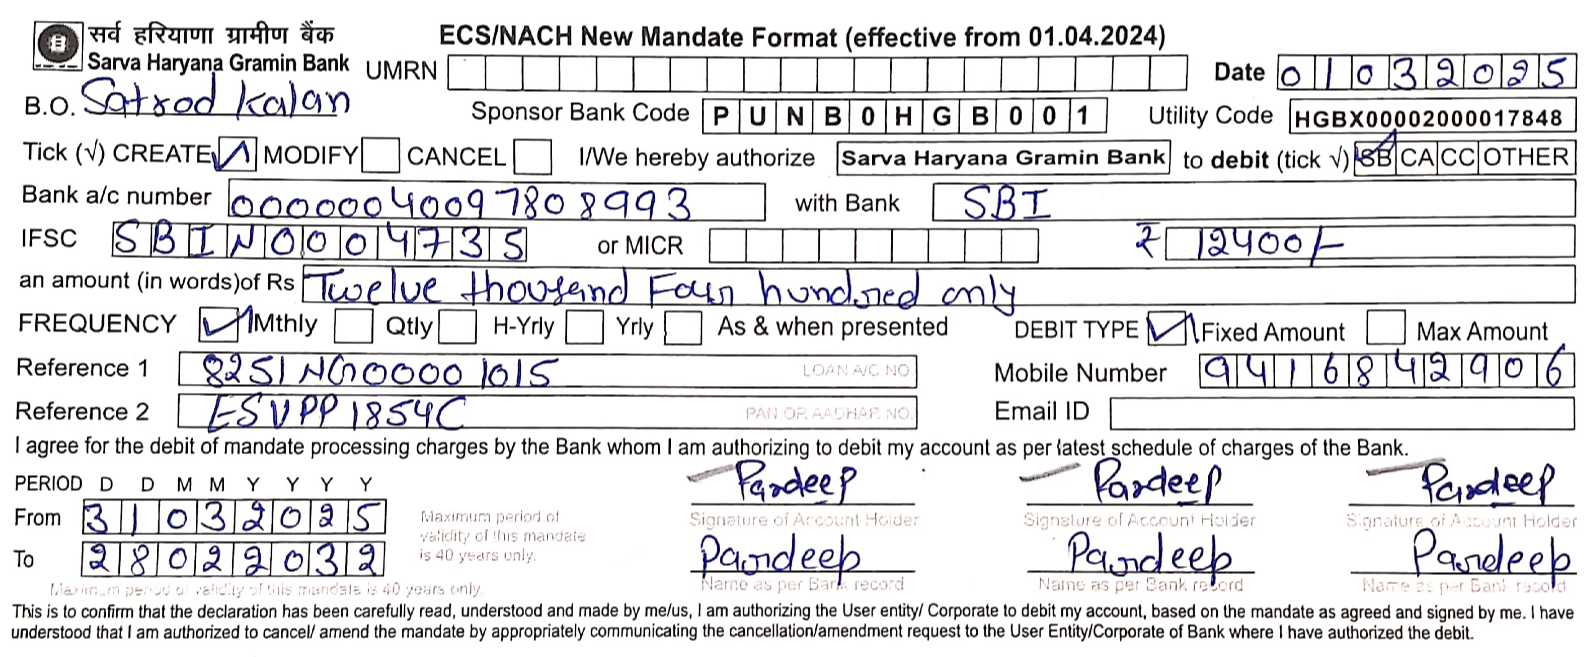 सर्व हरियाणा ग्रामीण बैंक
Sarva Haryana Gramin Bank
ECS/NACH New Mandate Format (effective from 01.04.2024)
UMRN Date 01032025
B.O. Satrod Kalan
Sponsor Bank Code PUNB0HGB001 Utility Code HGBX00002000017848
Tick (√) CREATE MODIFY CANCEL I/We hereby authorize Sarva Haryana Gramin Bank to debit (tick √) SB CA CC OTHER
Bank a/c number 00000040097808993 with Bank SBI
IFSC SBIN0004735 or MICR ₹ 12400/-
an amount (in words)of Rs Twelve thousand Four hundred only
FREQUENCY Mthly Qtly H-Yrly Yrly As & when presented DEBIT TYPE Fixed Amount Max Amount
Reference 1 8251NG00001015 LOAN A/C NO Mobile Number 9416842906
Reference 2 ESVPP1854C PAN OR AADHAR NO. Email ID
I agree for the debit of mandate processing charges by the Bank whom I am authorizing to debit my account as per latest schedule of charges of the Bank.
PERIOD D D M M Y Y Y Y Pardeep Pardeep Pardeep
From 31032025 Maximum period of validity of this mandate is 40 years only. Signature of Account Holder Signature of Account Holder Signature of Account Holder
To 28022032 Pardeep Pardeep Pardeep
Maximum period of validity of this mandate is 40 years only. Name as per Bank record Name as per Bank record Name as per Bank record
This is to confirm that the declaration has been carefully read, understood and made by me/us, I am authorizing the User entity/ Corporate to debit my account, based on the mandate as agreed and signed by me. I have
understood that I am authorized to cancel/ amend the mandate by appropriately communicating the cancellation/amendment request to the User Entity/Corporate of Bank where I have authorized the debit.